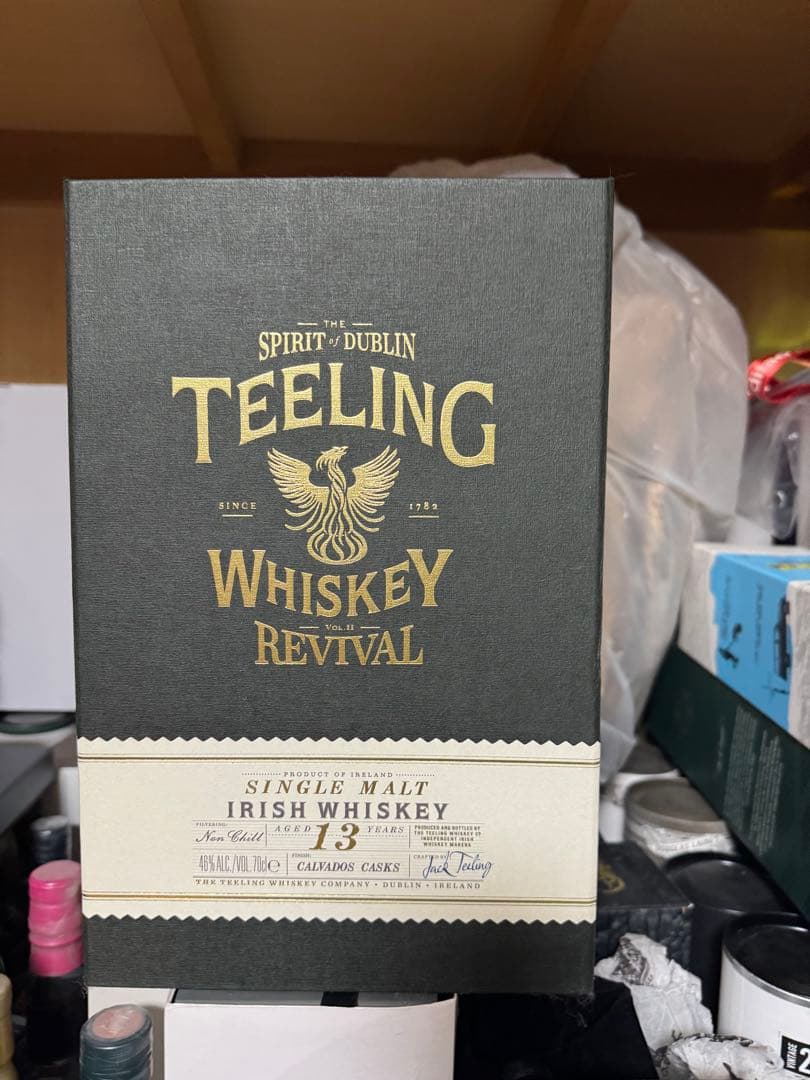 THE
SPIRIT of DUBLIN
TEELING
SINCE 1782
WHISKEY
VOL.II
REVIVAL
PRODUCT OF IRELAND
SINGLE MALT
IRISH WHISKEY
FILTERING:
Non Chill
AGED 13 YEARS
PRODUCED AND BOTTLED BY
THE TEELING WHISKEY CO
INDEPENDENT IRISH
WHISKEY MAKERS
46% ALC./VOL. 70cl e
FINISH:
CALVADOS CASKS
CRAFTED BY
Jack Teeling
THE TEELING WHISKEY COMPANY • DUBLIN • IRELAND
VINTAGE
2